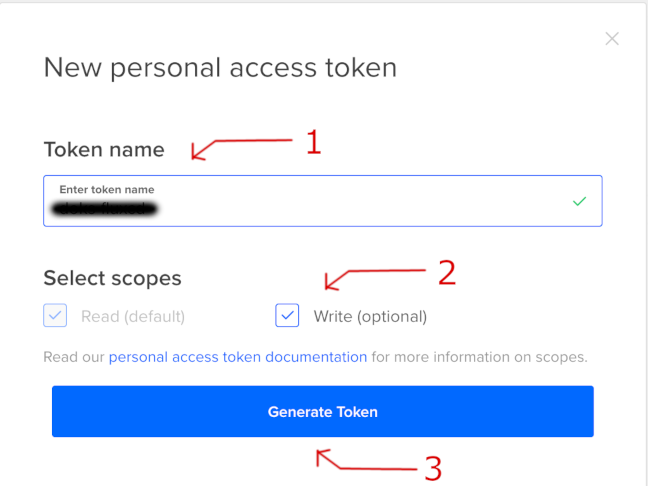 New personal access token
Token name
1
Enter token name
Select scopes
2
Read (default)
Write (optional)
Read our personal access token documentation for more information on scopes.
Generate Token
3